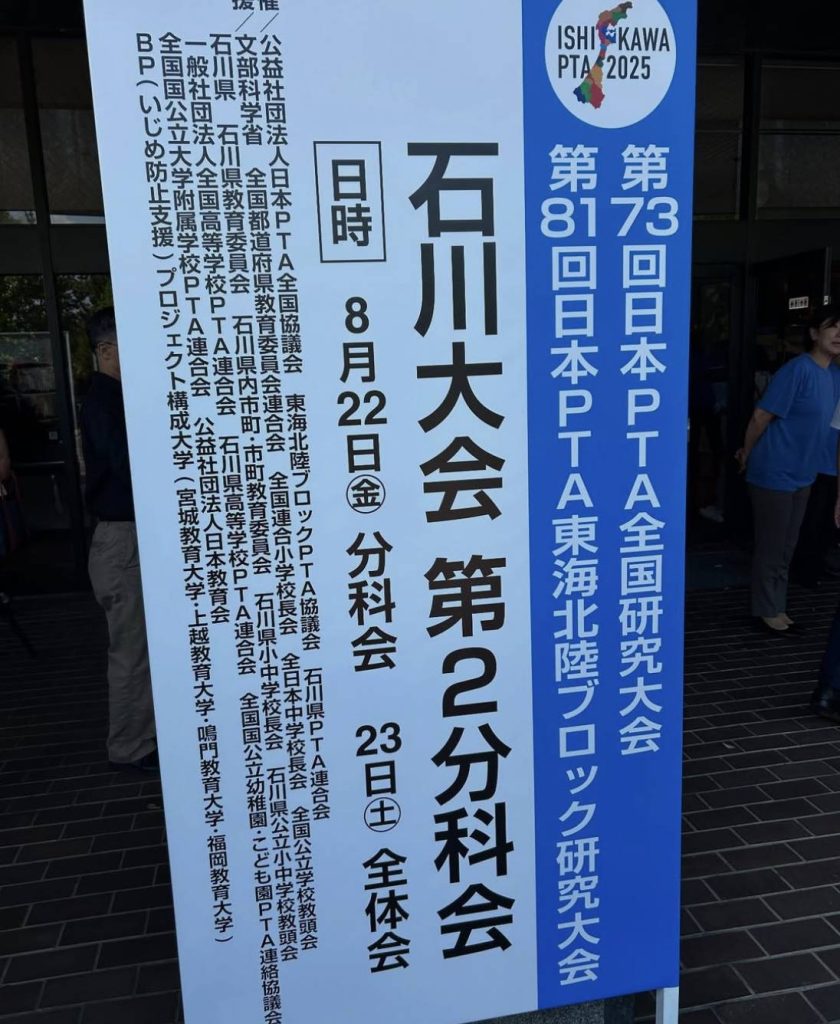 ISHIKAWA
PTA 2025
第73回日本PTA全国研究大会
第81回日本PTA東海北陸ブロック研究大会
石川大会 第2分科会
日時 8月22日㊎ 分科会 23日㊏ 全体会
催/公益社団法人日本PTA全国協議会 東海北陸ブロックPTA協議会 石川県PTA連合会
援/文部科学省 全国都道府県教育委員会連合会 全国連合小学校長会 全日本中学校長会 全国公立学校教頭会
石川県 石川県教育委員会 石川県内市町・市町教育委員会 石川県小中学校長会 石川県公立小中学校教頭会
一般社団法人全国高等学校PTA連合会 石川県高等学校PTA連合会 全国国公立幼稚園・こども園PTA連絡協議会
全国国公立大学附属学校PTA連合会 公益社団法人日本教育会
BP(いじめ防止支援)プロジェクト構成大学(宮城教育大学・上越教育大学・鳴門教育大学・福岡教育大学)